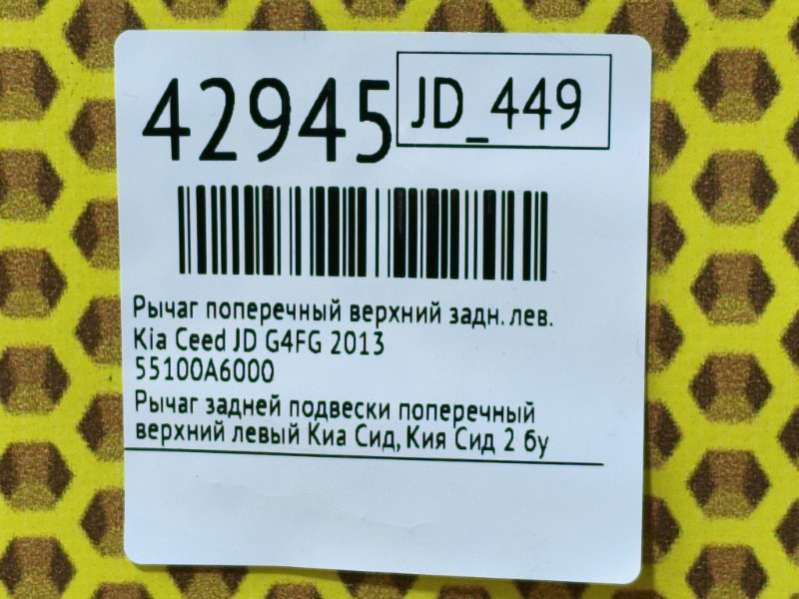 42945
JD_449
Рычаг поперечный верхний задн. лев.
Kia Ceed JD G4FG 2013
55100A6000
Рычаг задней подвески поперечный
верхний левый Киа Сид, Кия Сид 2 бу